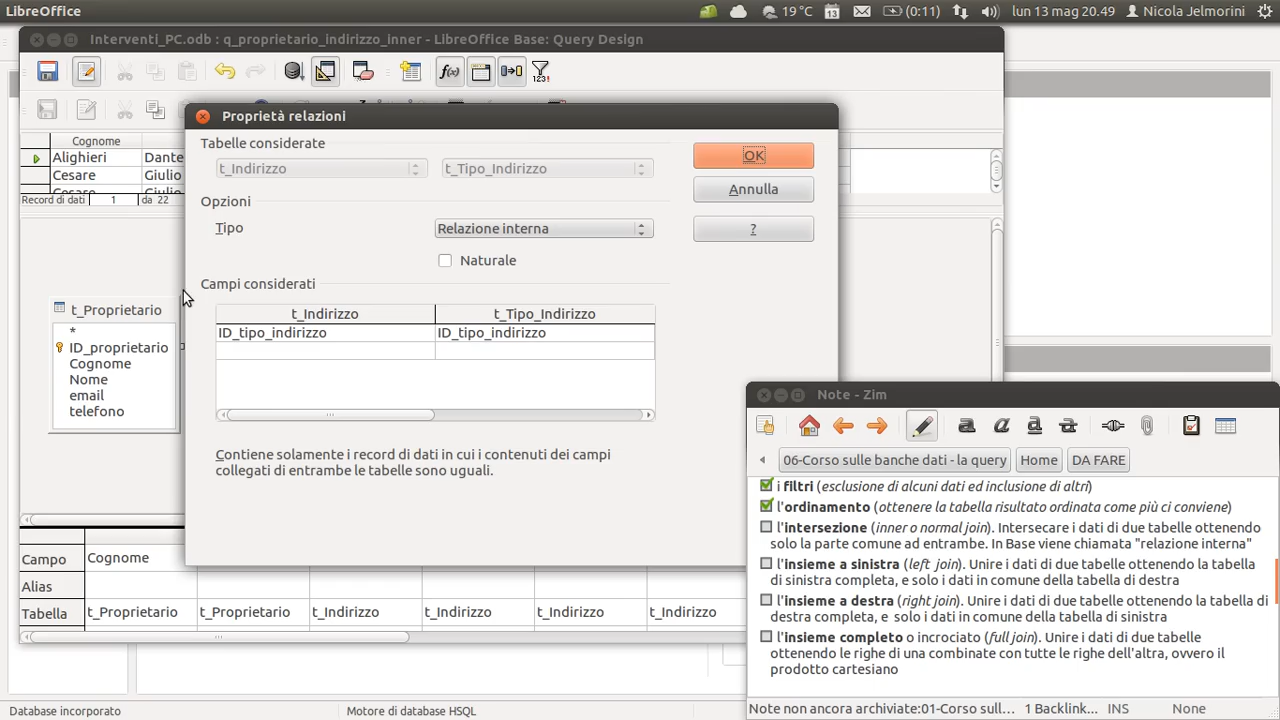 LibreOffice
19 °C
13
(0:11)
lun 13 mag 20.49
Nicola Jelmorini
Interventi_PC.odb : q_proprietario_indirizzo_inner - LibreOffice Base: Query Design
f(x)
123!
Cognome
Alighieri
Dante
Cesare
Giulio
Cesare
Giulio
Record di dati
1
da 22
t_Proprietario
*
ID_proprietario
Cognome
Nome
email
telefono
Proprietà relazioni
Tabelle considerate
t_Indirizzo
t_Tipo_Indirizzo
OK
Annulla
?
Opzioni
Tipo
Relazione interna
Naturale
Campi considerati
t_Indirizzo
t_Tipo_Indirizzo
ID_tipo_indirizzo
ID_tipo_indirizzo
Contiene solamente i record di dati in cui i contenuti dei campi
collegati di entrambe le tabelle sono uguali.
Campo
Cognome
Alias
Tabella
t_Proprietario
t_Proprietario
t_Indirizzo
t_Indirizzo
t_Indirizzo
t_Indirizzo
Database incorporato
Motore di database HSQL
Note - Zim
a a a a
06-Corso sulle banche dati - la query
Home
DA FARE
i filtri (esclusione di alcuni dati ed inclusione di altri)
l'ordinamento (ottenere la tabella risultato ordinata come più ci conviene)
l'intersezione (inner o normal join). Intersecare i dati di due tabelle ottenendo
solo la parte comune ad entrambe. In Base viene chiamata "relazione interna"
l'insieme a sinistra (left join). Unire i dati di due tabelle ottenendo la tabella
di sinistra completa, e solo i dati in comune della tabella di destra
l'insieme a destra (right join). Unire i dati di due tabelle ottenendo la tabella di
destra completa, e solo i dati in comune della tabella di sinistra
l'insieme completo o incrociato (full join). Unire i dati di due tabelle
ottenendo le righe di una combinate con tutte le righe dell'altra, ovvero il
prodotto cartesiano
Note non ancora archiviate:01-Corso sull...
1 Backlink...
INS
None